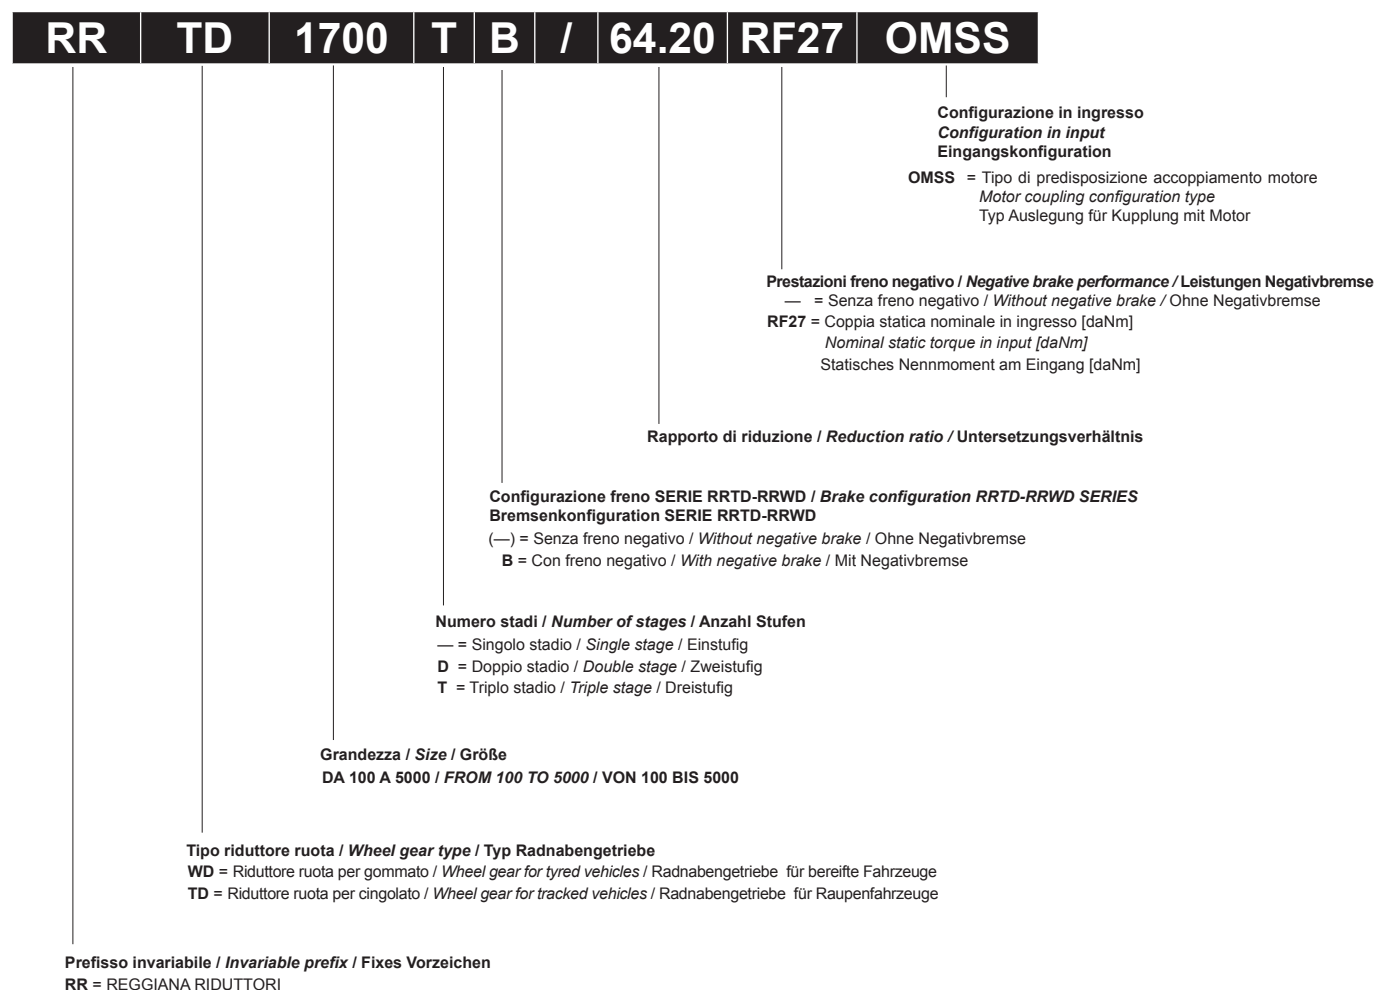 RR TD 1700 T B / 64.20 RF27 OMSS
Configurazione in ingresso
Configuration in input
Eingangskonfiguration
OMSS = Tipo di predisposizione accoppiamento motore
Motor coupling configuration type
Typ Auslegung für Kupplung mit Motor
Prestazioni freno negativo / Negative brake performance / Leistungen Negativbremse
— = Senza freno negativo / Without negative brake / Ohne Negativbremse
RF27 = Coppia statica nominale in ingresso [daNm]
Nominal static torque in input [daNm]
Statisches Nennmoment am Eingang [daNm]
Rapporto di riduzione / Reduction ratio / Untersetzungsverhältnis
Configurazione freno SERIE RRTD-RRWD / Brake configuration RRTD-RRWD SERIES
Bremsenkonfiguration SERIE RRTD-RRWD
(—) = Senza freno negativo / Without negative brake / Ohne Negativbremse
B = Con freno negativo / With negative brake / Mit Negativbremse
Numero stadi / Number of stages / Anzahl Stufen
— = Singolo stadio / Single stage / Einstufig
D = Doppio stadio / Double stage / Zweistufig
T = Triplo stadio / Triple stage / Dreistufig
Grandezza / Size / Größe
DA 100 A 5000 / FROM 100 TO 5000 / VON 100 BIS 5000
Tipo riduttore ruota / Wheel gear type / Typ Radnabengetriebe
WD = Riduttore ruota per gommato / Wheel gear for tyred vehicles / Radnabengetriebe für bereifte Fahrzeuge
TD = Riduttore ruota per cingolato / Wheel gear for tracked vehicles / Radnabengetriebe für Raupenfahrzeuge
Prefisso invariabile / Invariable prefix / Fixes Vorzeichen
RR = REGGIANA RIDUTTORI